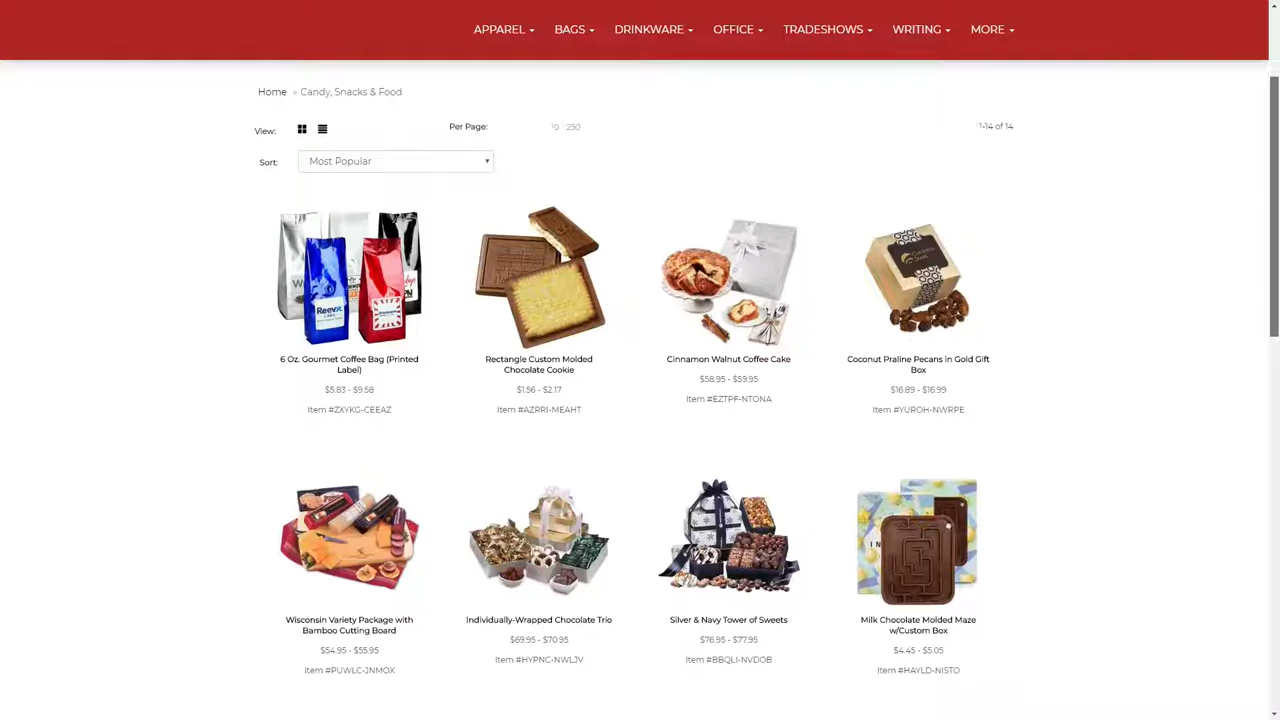 APPAREL BAGS DRINKWARE OFFICE TRADESHOWS WRITING MORE
Home » Candy, Snacks & Food
View: Per Page: 250 1-14 of 14
Sort: Most Popular
6 Oz. Gourmet Coffee Bag (Printed
Label)
$5.83 - $9.58
Item #ZXYKG-CEEAZ
Rectangle Custom Molded
Chocolate Cookie
$1.56 - $2.17
Item #AZRRI-MEAHT
Cinnamon Walnut Coffee Cake
$58.95 - $59.95
Item #EZTPF-NTONA
Coconut Praline Pecans in Gold Gift
Box
$16.89 - $16.99
Item #YUROH-NWRPE
Wisconsin Variety Package with
Bamboo Cutting Board
$54.95 - $55.95
Item #PUWLC-JNMOX
Individually-Wrapped Chocolate Trio
$69.95 - $70.95
Item #HYPNC-NWLJV
Silver & Navy Tower of Sweets
$76.95 - $77.95
Item #BBQLI-NVDOB
Milk Chocolate Molded Maze
w/Custom Box
$4.45 - $5.05
Item #HAYLD-NISTO